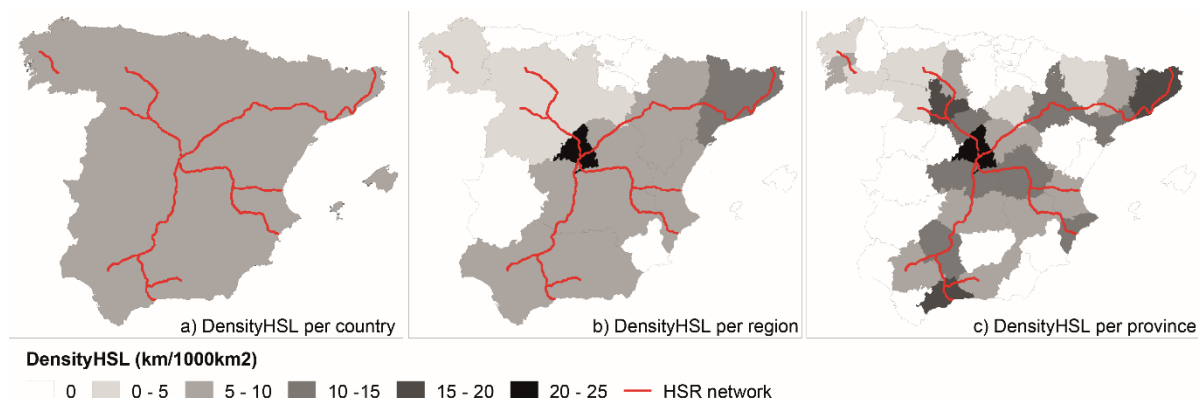 a) DensityHSL per country
b) DensityHSL per region
c) DensityHSL per province
DensityHSL (km/1000km2)
0 0 - 5 5 - 10 10 -15 15 - 20 20 - 25 HSR network